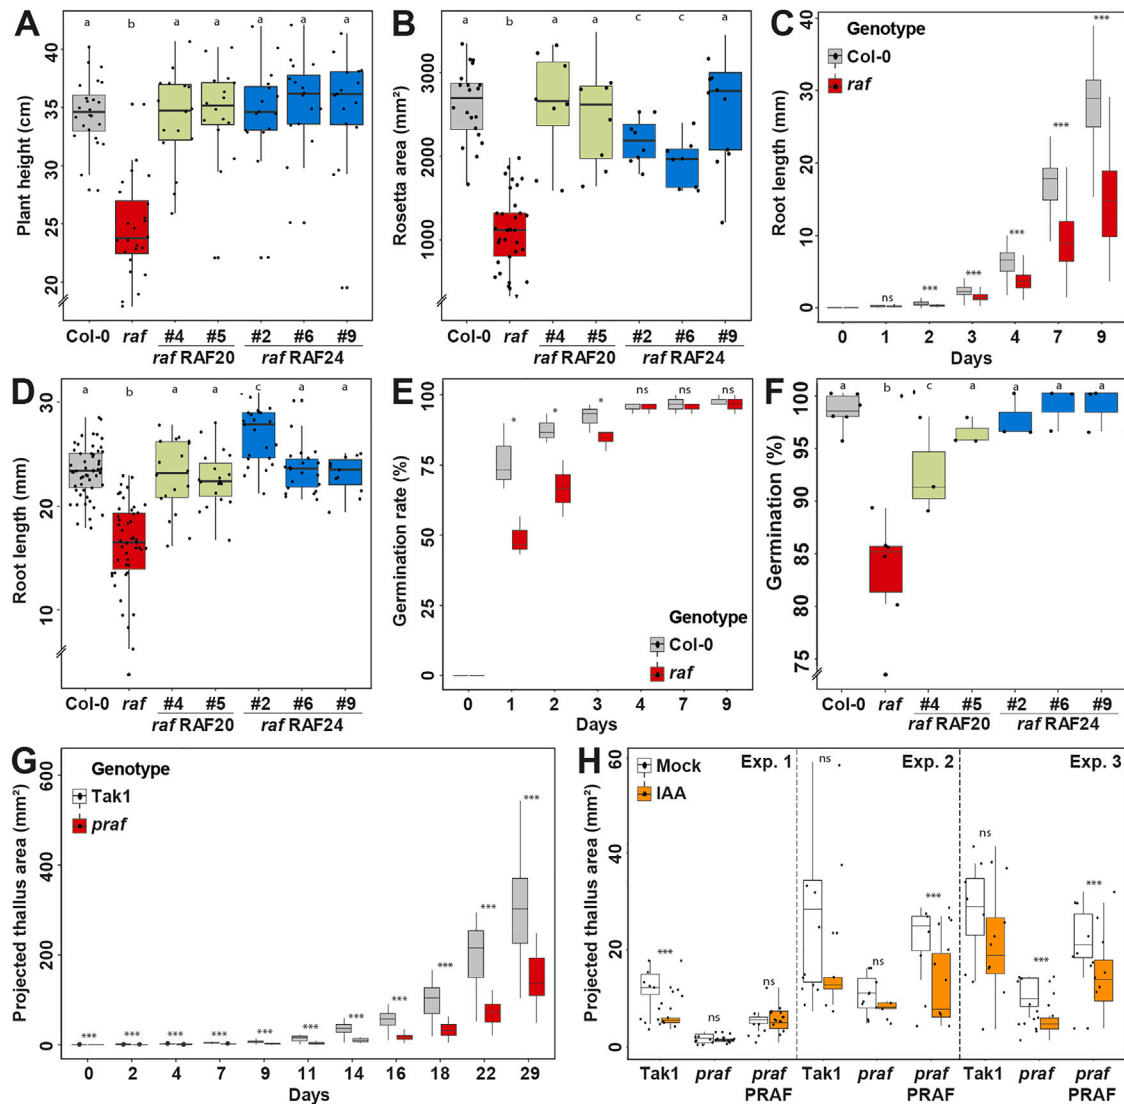 A
Plant height (cm)
40
35
30
25
20
a b a a a a a
Col-0 raf #4 #5 #2 #6 #9
raf RAF20 raf RAF24
B
Rosetta area (mm²)
3000
2000
1000
a b a a c c a
Col-0 raf #4 #5 #2 #6 #9
raf RAF20 raf RAF24
C
Genotype
Col-0
raf
Root length (mm)
40
30
20
10
0
ns *** *** *** *** ***
0 1 2 3 4 7 9
Days
D
Root length (mm)
30
20
10
a b a a c a a
Col-0 raf #4 #5 #2 #6 #9
raf RAF20 raf RAF24
E
Germination rate (%)
100
75
50
25
0
* * * ns ns ns
Genotype
Col-0
raf
0 1 2 3 4 7 9
Days
F
Germination (%)
100
95
90
85
80
75
a b c a a a a
Col-0 raf #4 #5 #2 #6 #9
raf RAF20 raf RAF24
G
Genotype
Tak1
praf
Projected thallus area (mm²)
600
400
200
0
*** *** *** *** *** *** *** *** *** *** ***
0 2 4 7 9 11 14 16 18 22 29
Days
H
Mock
IAA
Exp. 1 Exp. 2 Exp. 3
Projected thallus area (mm²)
60
40
20
0
*** ns ns ns ns *** ns *** ***
Tak1 praf praf Tak1 praf praf Tak1 praf praf
PRAF PRAF PRAF